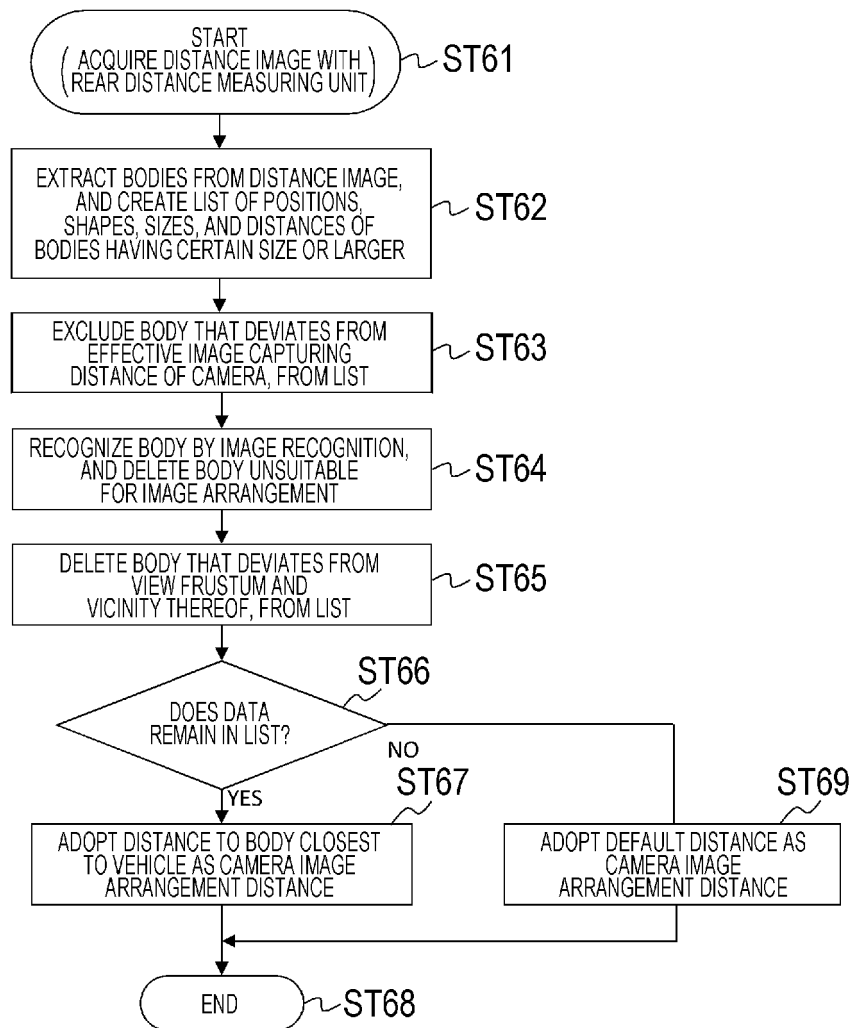 START
( ACQUIRE DISTANCE IMAGE WITH
REAR DISTANCE MEASURING UNIT )
ST61
EXTRACT BODIES FROM DISTANCE IMAGE,
AND CREATE LIST OF POSITIONS,
SHAPES, SIZES, AND DISTANCES OF
BODIES HAVING CERTAIN SIZE OR LARGER
ST62
EXCLUDE BODY THAT DEVIATES FROM
EFFECTIVE IMAGE CAPTURING
DISTANCE OF CAMERA, FROM LIST
ST63
RECOGNIZE BODY BY IMAGE RECOGNITION,
AND DELETE BODY UNSUITABLE
FOR IMAGE ARRANGEMENT
ST64
DELETE BODY THAT DEVIATES FROM
VIEW FRUSTUM AND
VICINITY THEREOF, FROM LIST
ST65
ST66
DOES DATA
REMAIN IN LIST?
NO
YES
ST67
ADOPT DISTANCE TO BODY CLOSEST
TO VEHICLE AS CAMERA IMAGE
ARRANGEMENT DISTANCE
ST69
ADOPT DEFAULT DISTANCE AS
CAMERA IMAGE
ARRANGEMENT DISTANCE
END
ST68